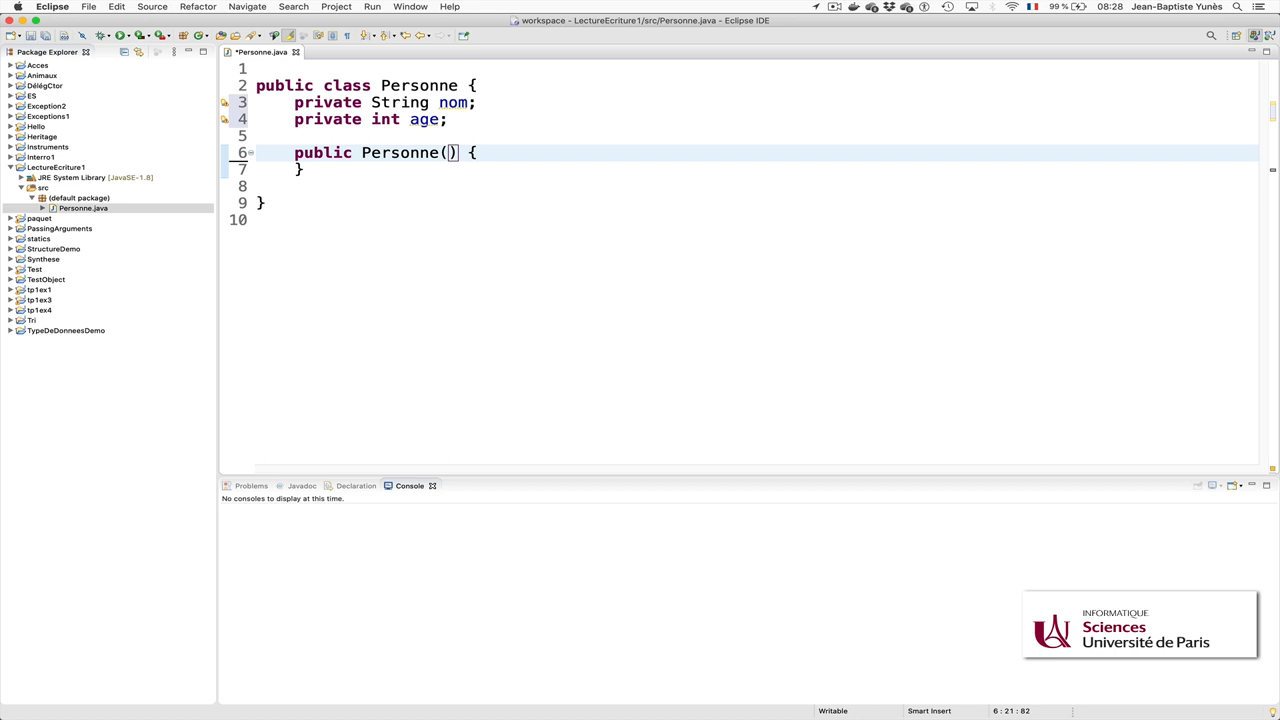 Eclipse File Edit Source Refactor Navigate Search Project Run Window Help 99 % 08:28 Jean-Baptiste Yunès
workspace - LectureEcriture1/src/Personne.java - Eclipse IDE
Package Explorer
*Personne.java
Acces
Animaux
DélégCtor
ES
Exception2
Exceptions1
Hello
Heritage
Instruments
Interro1
LectureEcriture1
JRE System Library [JavaSE-1.8]
src
(default package)
Personne.java
paquet
PassingArguments
statics
StructureDemo
Synthese
Test
TestObject
tp1ex1
tp1ex3
tp1ex4
Tri
TypeDeDonneesDemo
1
2 public class Personne {
3 private String nom;
4 private int age;
5
6 public Personne() {
7 }
8
9 }
10
Problems Javadoc Declaration Console
No consoles to display at this time.
INFORMATIQUE
Sciences
Université de Paris
Writable Smart Insert 6 : 21 : 82